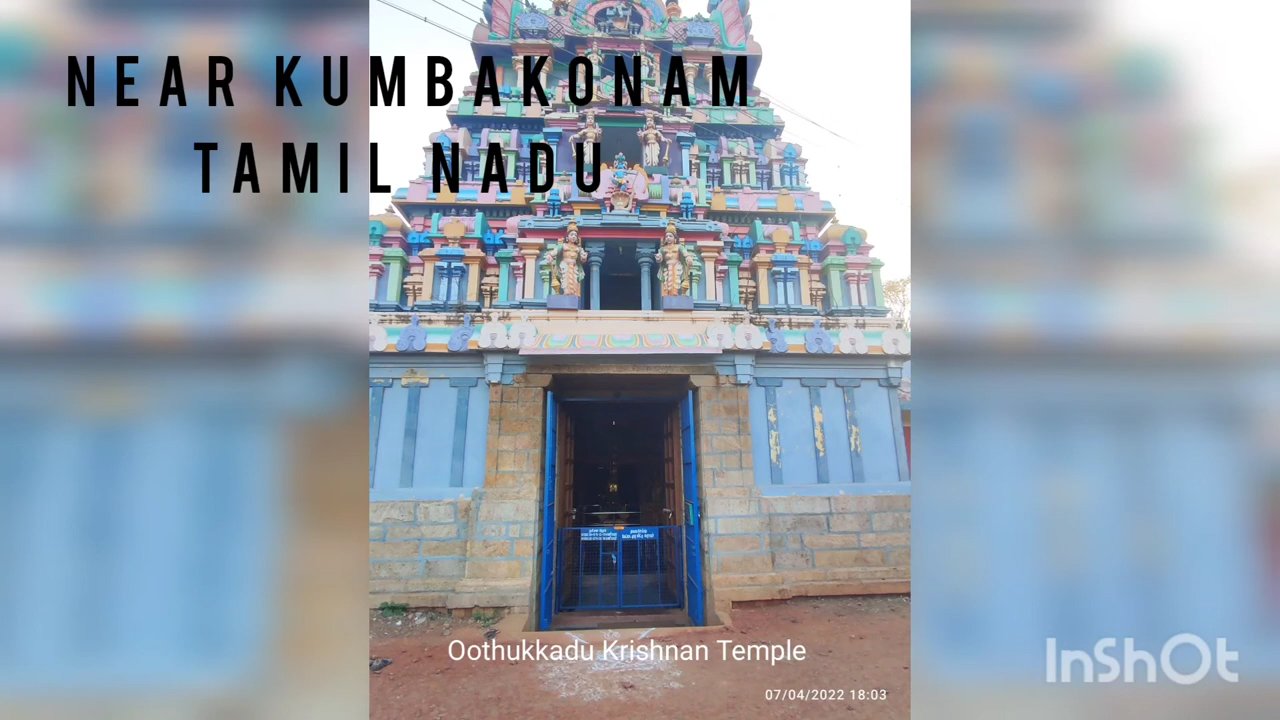 NEAR KUMBAKONAM
TAMIL NADU
Oothukkadu Krishnan Temple
07/04/2022 18:03
InShOt